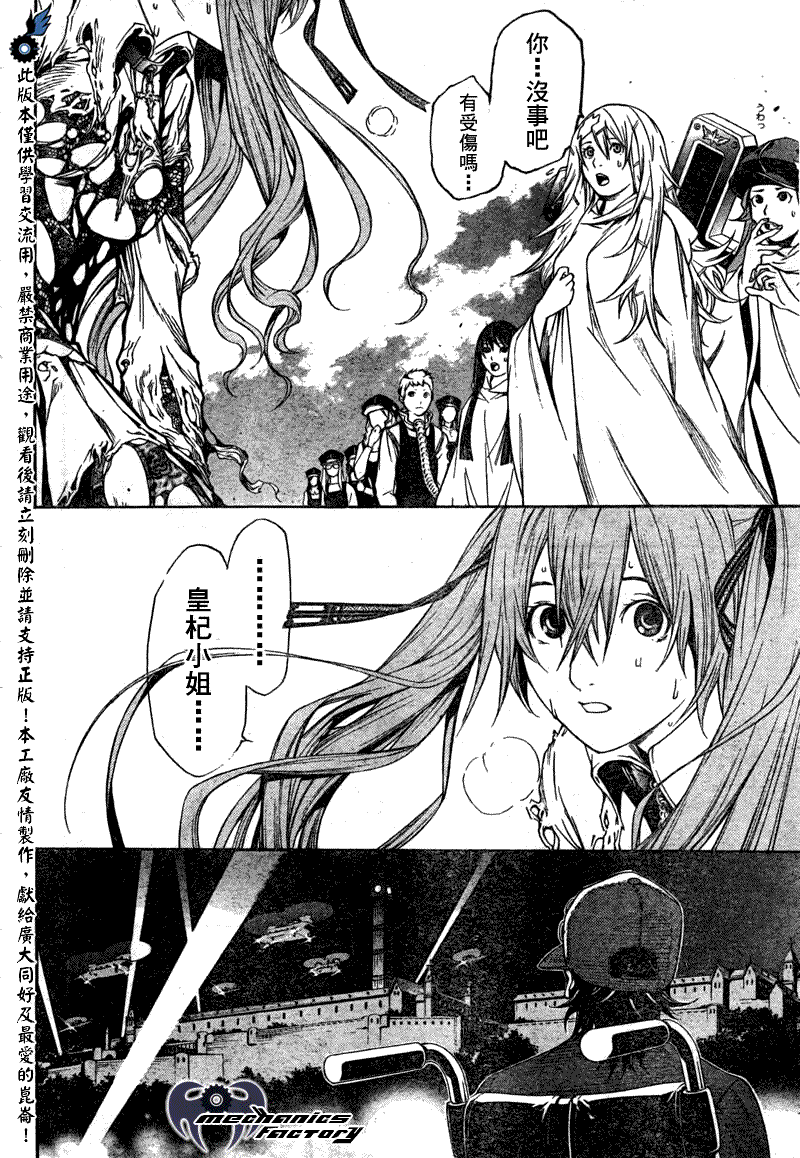 你‥‥沒事吧
有受傷嗎‥‥
うわっ
‥‥‥‥‥‥
皇杞小姐‥‥‥
此版本僅供學習交流用，嚴禁商業用途，觀看後請立刻刪除並請支持正版！本工廠友情製作，獻給廣大同好及最愛的崑崙！
mechanics
Factory